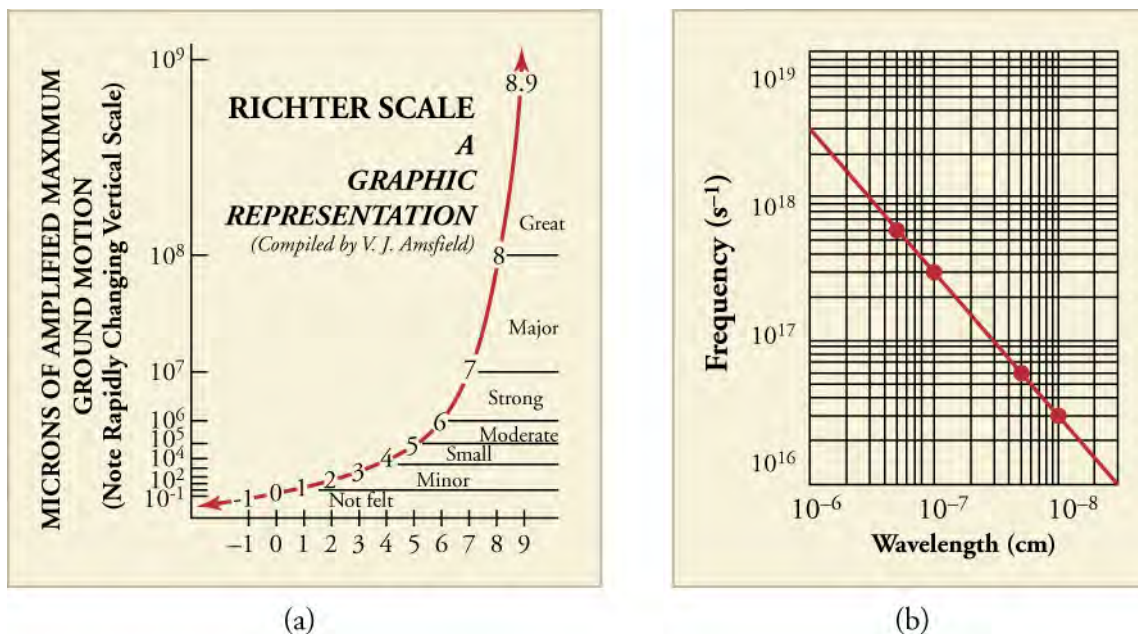 MICRONS OF AMPLIFIED MAXIMUM
GROUND MOTION
(Note Rapidly Changing Vertical Scale)
10⁹
10⁸
10⁷
10⁶
10⁵
10⁴
10²
10⁻¹
RICHTER SCALE
A
GRAPHIC
REPRESENTATION
(Compiled by V. J. Amsfield)
8.9
Great
8
Major
7
Strong
6
Moderate
5
Small
4
Minor
3
2
Not felt
1
0
-1
–1 0 1 2 3 4 5 6 7 8 9
(a)
Frequency (s⁻¹)
10¹⁹
10¹⁸
10¹⁷
10¹⁶
10⁻⁶ 10⁻⁷ 10⁻⁸
Wavelength (cm)
(b)